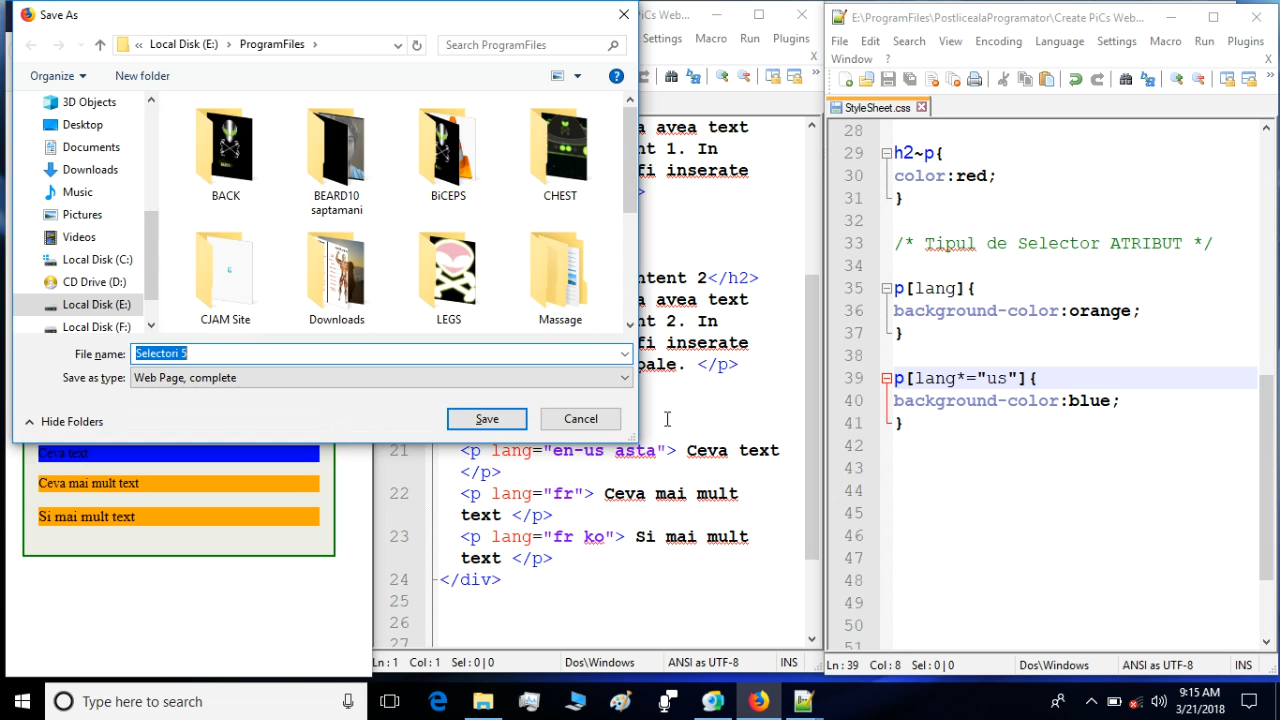 Save As
« Local Disk (E:) › ProgramFiles ›
Search ProgramFiles
Organize
New folder
3D Objects
Desktop
Documents
Downloads
Music
Pictures
Videos
Local Disk (C:)
CD Drive (D:)
Local Disk (E:)
Local Disk (F:)
BACK
BEARD10
saptamani
BiCEPS
CHEST
CJAM Site
Downloads
LEGS
Massage
File name: Selectori 5
Save as type: Web Page, complete
Hide Folders
Save
Cancel
Ceva text
Ceva mai mult text
Si mai mult text
PiCs Web...
Settings Macro Run Plugins
X
»
a avea text
nt 1. In
fi inserate
>
ntent 2</h2>
a avea text
nt 2. In
fi inserate
pale. </p>
21 <p lang="en-us asta"> Ceva text
</p>
22 <p lang="fr"> Ceva mai mult
text </p>
23 <p lang="fr ko"> Si mai mult
text </p>
24 </div>
25
26
27
Ln : 1 Col : 1 Sel : 0 | 0 Dos\Windows ANSI as UTF-8 INS
E:\ProgramFiles\PostlicealaProgramator\Create PiCs Web...
File Edit Search View Encoding Language Settings Macro Run Plugins
Window ? X
»
StyleSheet.css
28
29 h2~p{
30 color:red;
31 }
32
33 /* Tipul de Selector ATRIBUT */
34
35 p[lang]{
36 background-color:orange;
37 }
38
39 p[lang*="us"]{
40 background-color:blue;
41 }
42
43
44
45
46
47
48
49
50
51
Ln : 39 Col : 8 Sel : 0 | 0 Dos\Windows ANSI as UTF-8 INS
Type here to search
9:15 AM
3/21/2018